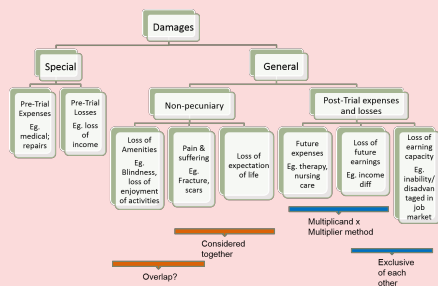 Damages
Special
General
Pre-Trial
Expenses
Eg.
medical;
repairs
Pre-Trial
Losses
Eg. loss
of
income
Non-pecuniary
Post-Trial expenses
and losses
Loss of
Amenities
Eg.
Blindness,
loss of
enjoyment
of activities
Pain &
suffering
Eg.
Fracture,
scars
Loss of
expectation
of life
Future
expenses
Eg. therapy,
nursing
care
Loss of
future
earnings
Eg. income
diff
Loss of
earning
capacity
Eg.
inability/
disadvan
taged in
job
market
Multiplicand x
Multiplier method
Considered
together
Exclusive
of each
other
Overlap?